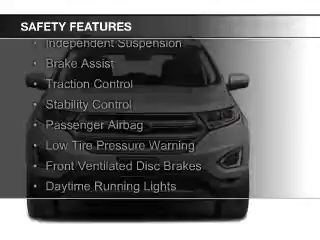 SAFETY FEATURES
• Independent Suspension
• Brake Assist
• Traction Control
• Stability Control
• Passenger Airbag
• Low Tire Pressure Warning
• Front Ventilated Disc Brakes
• Daytime Running Lights